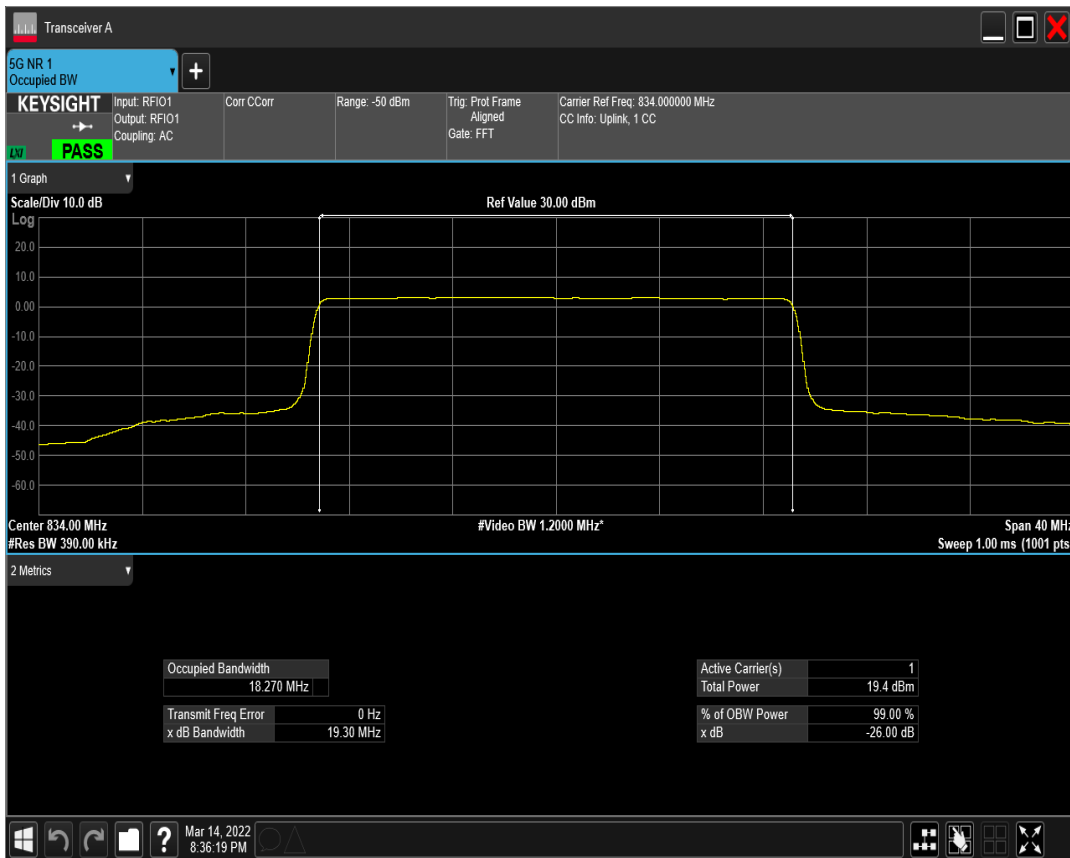 Transceiver A
5G NR 1
Occupied BW
KEYSIGHT
LXI
PASS
Input: RFIO1
Output: RFIO1
Coupling: AC
Corr CCorr
Range: -50 dBm
Trig: Prot Frame
Aligned
Gate: FFT
Carrier Ref Freq: 834.000000 MHz
CC Info: Uplink, 1 CC
1 Graph
Scale/Div 10.0 dB
Ref Value 30.00 dBm
Log
20.0
10.0
0.00
-10.0
-20.0
-30.0
-40.0
-50.0
-60.0
Center 834.00 MHz
#Video BW 1.2000 MHz*
Span 40 MHz
#Res BW 390.00 kHz
Sweep 1.00 ms (1001 pts
2 Metrics
Occupied Bandwidth
18.270 MHz
Transmit Freq Error 0 Hz
x dB Bandwidth 19.30 MHz
Active Carrier(s) 1
Total Power 19.4 dBm
% of OBW Power 99.00 %
x dB -26.00 dB
?
Mar 14, 2022
8:36:19 PM